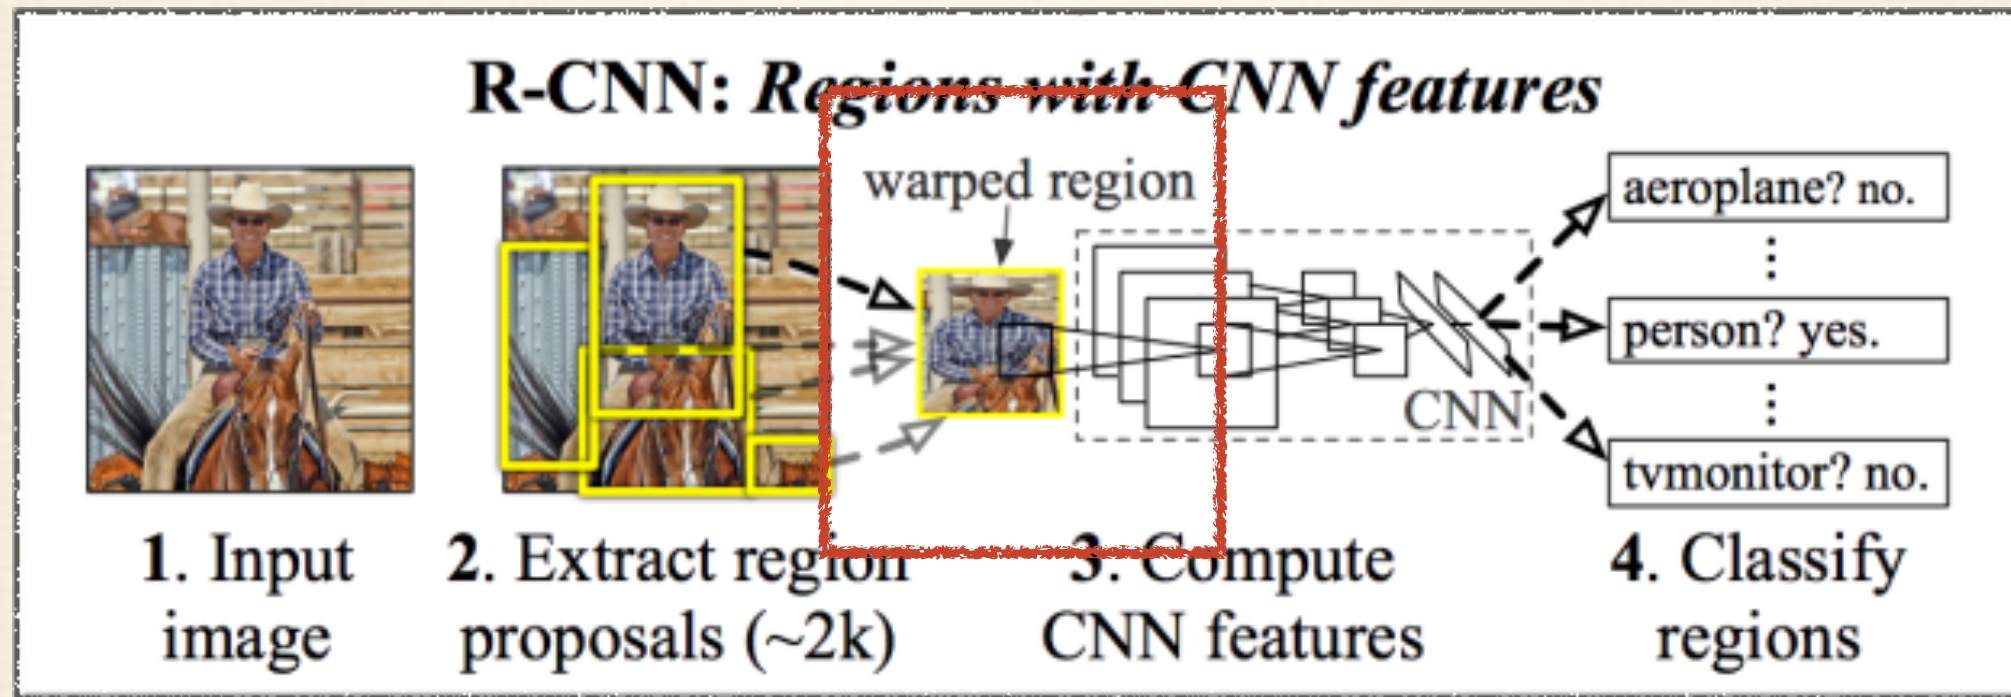 R-CNN: Regions with CNN features
warped region
aeroplane? no.
person? yes.
CNN
tvmonitor? no.
1. Input
image
2. Extract region
proposals (~2k)
3. Compute
CNN features
4. Classify
regions